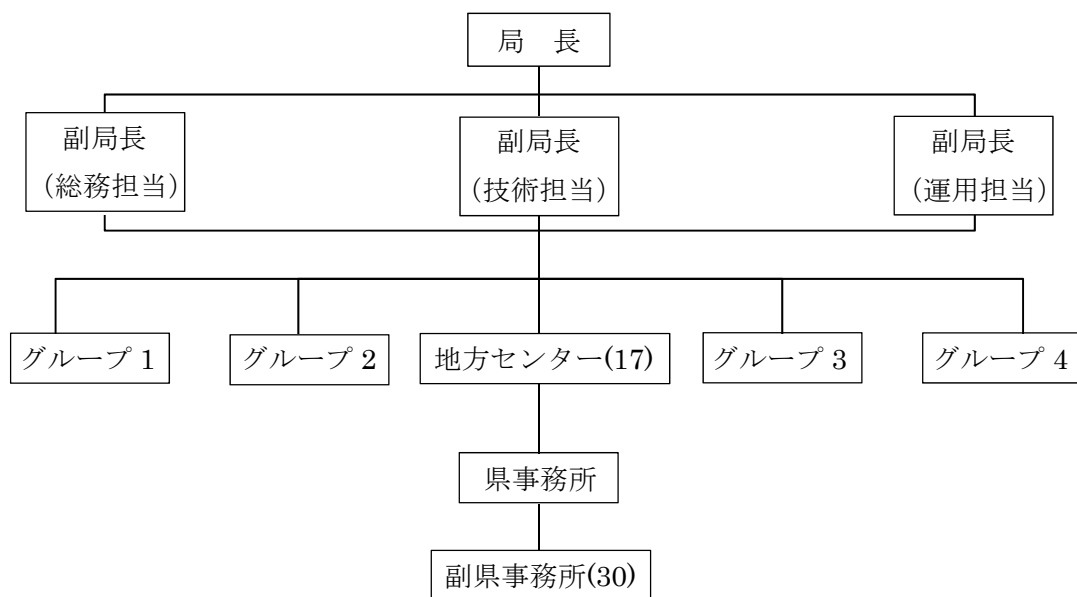 局　長
副局長
（総務担当）
副局長
（技術担当）
副局長
（運用担当）
グループ 1
グループ 2
地方センター(17)
グループ 3
グループ 4
県事務所
副県事務所(30)